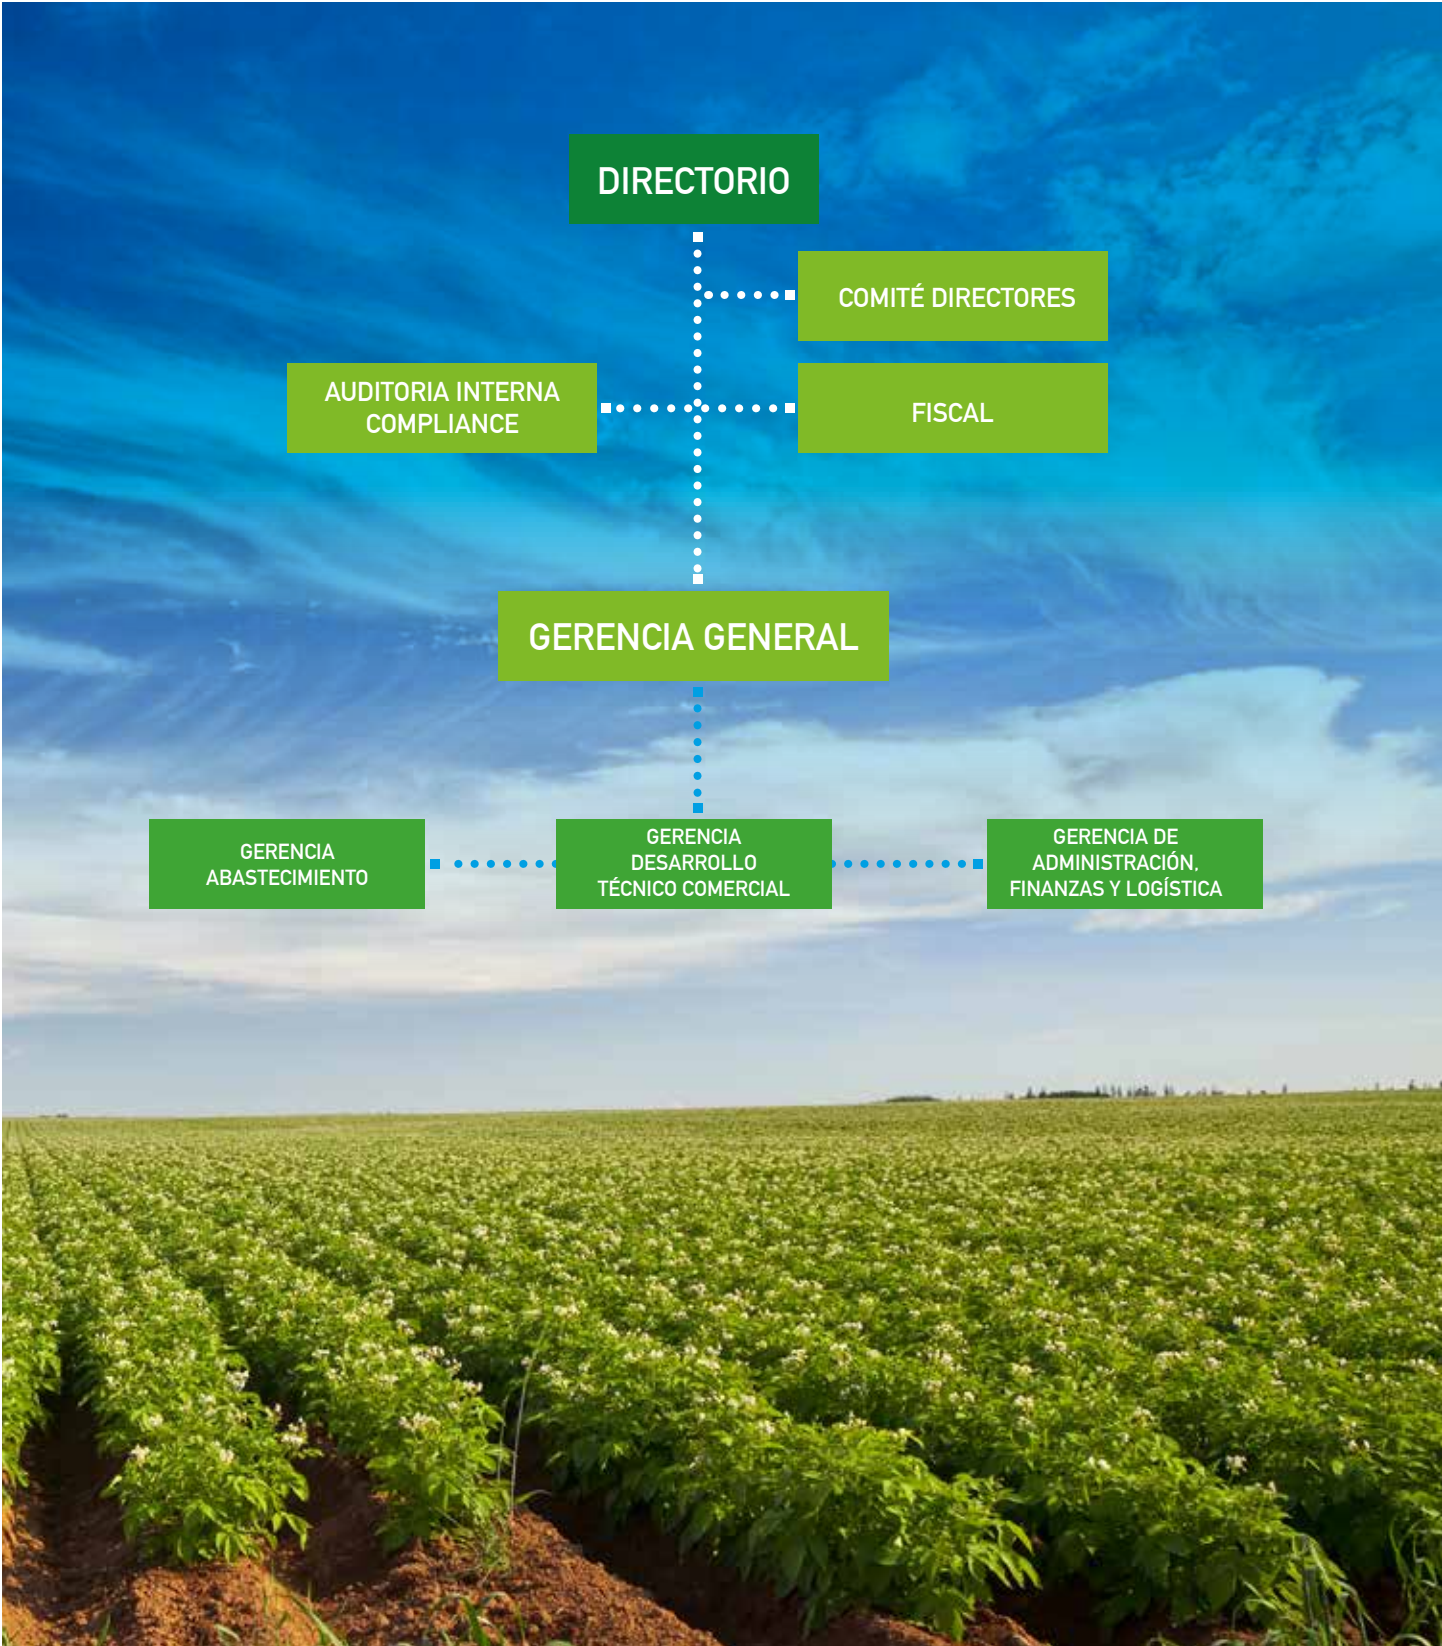 DIRECTORIO
COMITÉ DIRECTORES
AUDITORIA INTERNA
COMPLIANCE
FISCAL
GERENCIA GENERAL
GERENCIA
ABASTECIMIENTO
GERENCIA
DESARROLLO
TÉCNICO COMERCIAL
GERENCIA DE
ADMINISTRACIÓN,
FINANZAS Y LOGÍSTICA